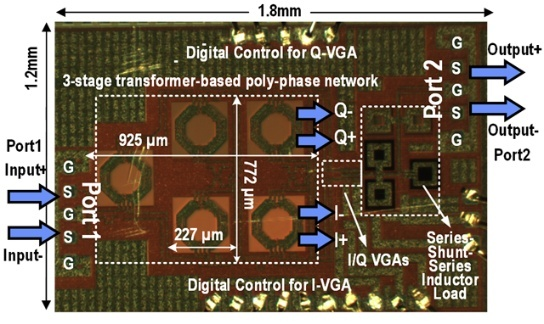 1.8mm
1.2mm
Digital Control for Q-VGA
3-stage transformer-based poly-phase network
Port 2
G
S
G
S
G
Output+
Output-
Port2
Q-
Q+
925 µm
772 µm
Port1
Input+
Input-
G
S
G
S
G
Port 1
227 µm
I-
I+
I/Q VGAs
Series-
Shunt-
Series
Inductor
Load
Digital Control for I-VGA